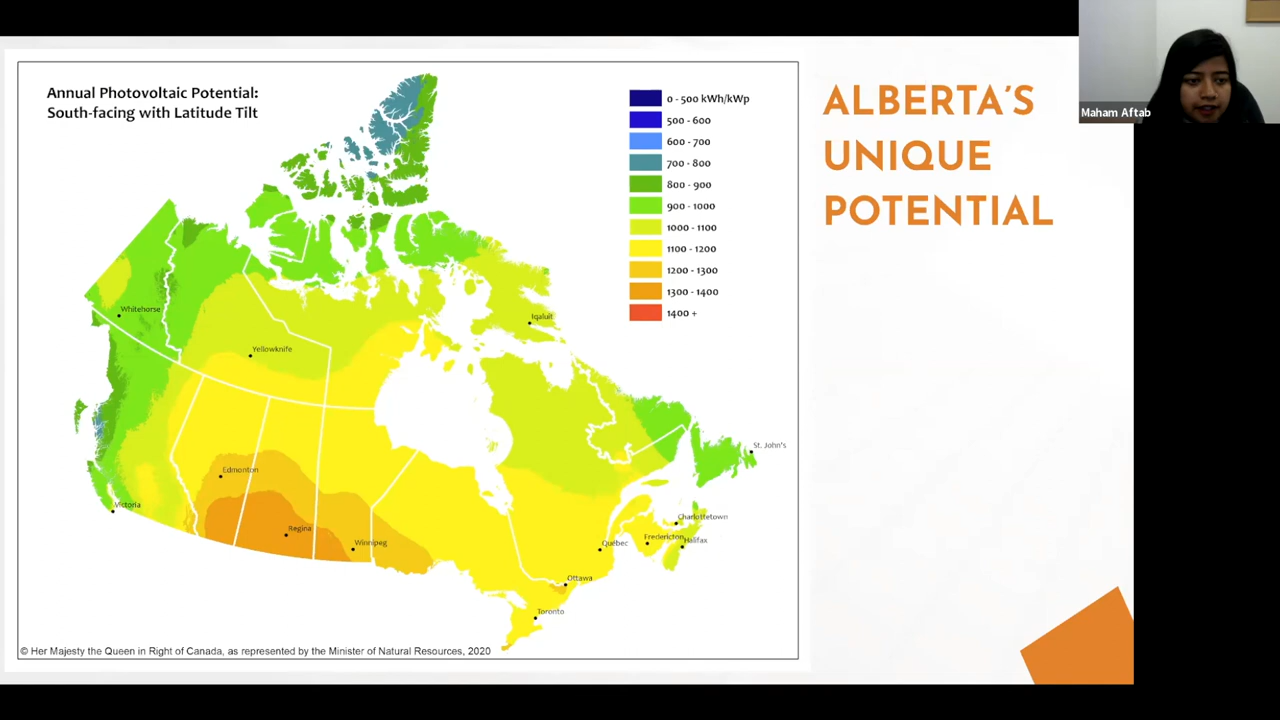 Annual Photovoltaic Potential:
South-facing with Latitude Tilt
0 - 500 kWh/kWp
500 - 600
600 - 700
700 - 800
800 - 900
900 - 1000
1000 - 1100
1100 - 1200
1200 - 1300
1300 - 1400
1400 +
ALBERTA'S
UNIQUE
POTENTIAL
Maham Aftab
Whitehorse
Iqaluit
Yellowknife
St. John's
Edmonton
Victoria
Charlottetown
Regina
Fredericton
Halifax
Winnipeg
Québec
Ottawa
Toronto
© Her Majesty the Queen in Right of Canada, as represented by the Minister of Natural Resources, 2020